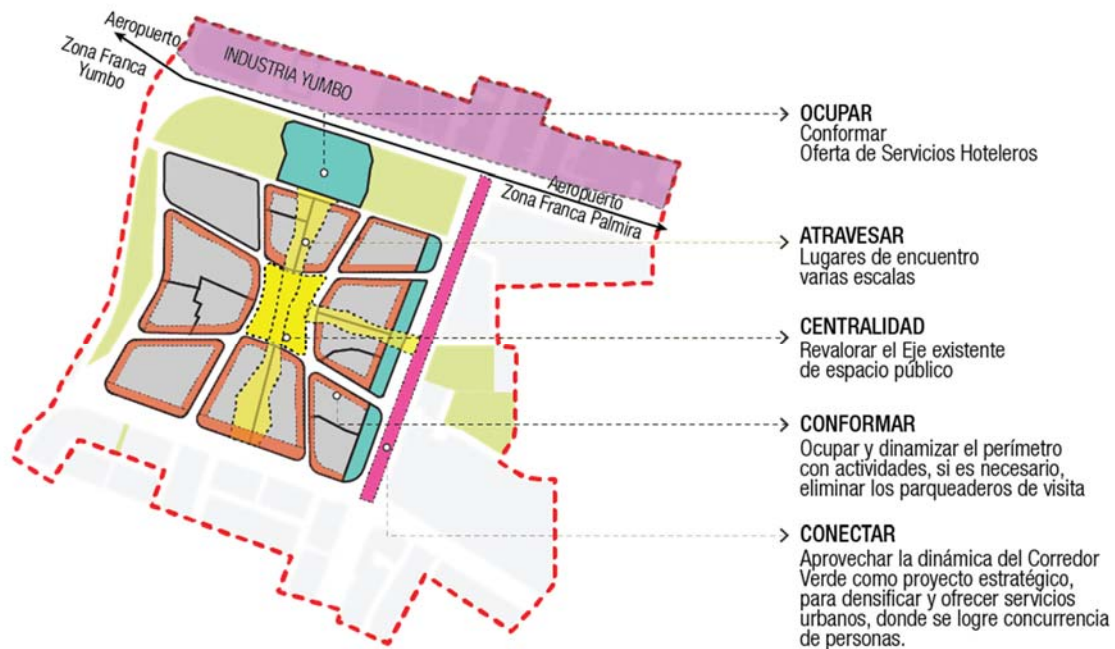 Aeropuerto
Zona Franca
Yumbo
INDUSTRIA YUMBO
Aeropuerto
Zona Franca Palmira
OCUPAR
Conformar
Oferta de Servicios Hoteleros
ATRAVESAR
Lugares de encuentro
varias escalas
CENTRALIDAD
Revalorar el Eje existente
de espacio público
CONFORMAR
Ocupar y dinamizar el perímetro
con actividades, si es necesario,
eliminar los parqueaderos de visita
CONECTAR
Aprovechar la dinámica del Corredor
Verde como proyecto estratégico,
para densificar y ofrecer servicios
urbanos, donde se logre concurrencia
de personas.